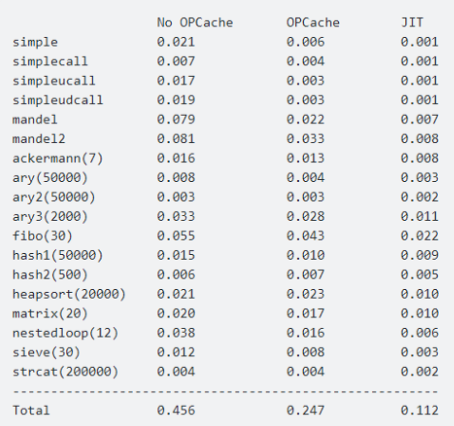 No OPCache OPCache JIT
simple 0.021 0.006 0.001
simplecall 0.007 0.004 0.001
simpleucall 0.017 0.003 0.001
simpleudcall 0.019 0.003 0.001
mandel 0.079 0.022 0.007
mandel2 0.081 0.033 0.008
ackermann(7) 0.016 0.013 0.008
ary(50000) 0.008 0.004 0.003
ary2(50000) 0.003 0.003 0.002
ary3(2000) 0.033 0.028 0.011
fibo(30) 0.055 0.043 0.022
hash1(50000) 0.015 0.010 0.009
hash2(500) 0.006 0.007 0.005
heapsort(20000) 0.021 0.023 0.010
matrix(20) 0.020 0.017 0.010
nestedloop(12) 0.038 0.016 0.006
sieve(30) 0.012 0.008 0.003
strcat(200000) 0.004 0.004 0.002
------------------------------------------------------
Total 0.456 0.247 0.112